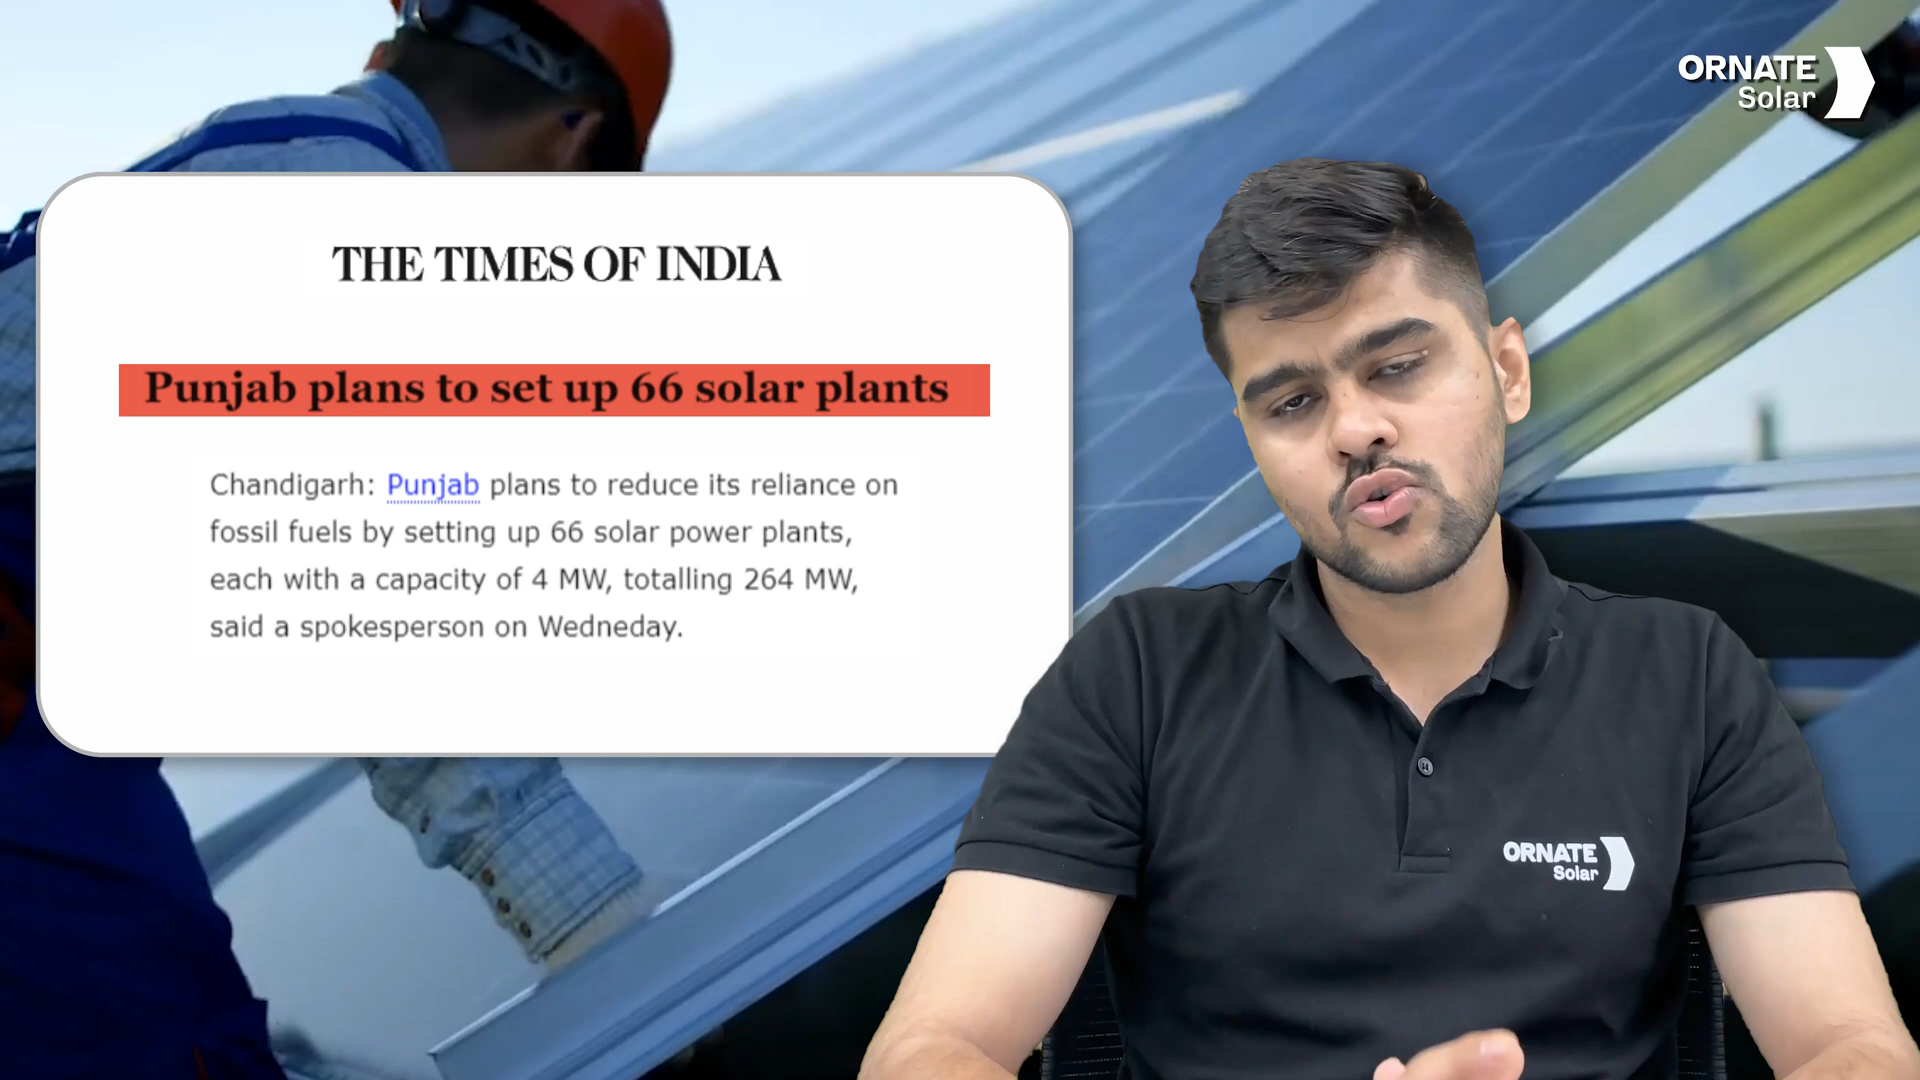 ORNATE
Solar
THE TIMES OF INDIA
Punjab plans to set up 66 solar plants
Chandigarh: Punjab plans to reduce its reliance on
fossil fuels by setting up 66 solar power plants,
each with a capacity of 4 MW, totalling 264 MW,
said a spokesperson on Wedneday.
ORNATE
Solar